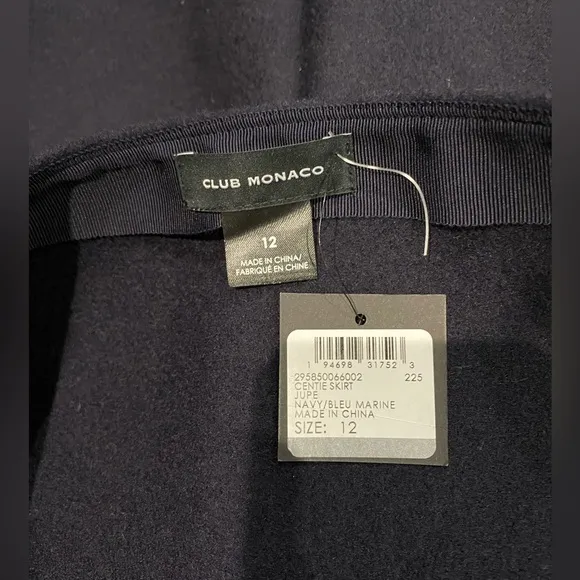 CLUB MONACO
12
MADE IN CHINA/
FABRIQUÉ EN CHINE
1 94698 31752 3
295850066002 225
CENTIE SKIRT
JUPE
NAVY/BLEU MARINE
MADE IN CHINA
SIZE: 12